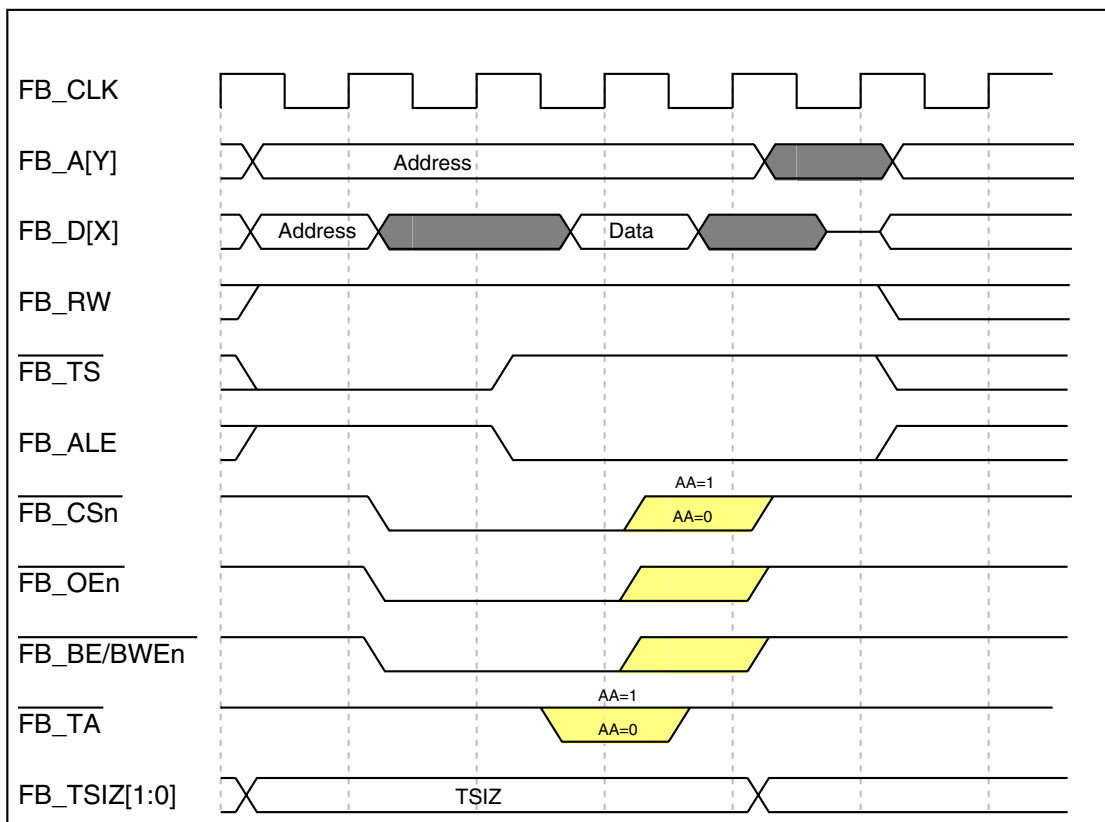 FB_CLK
FB_A[Y] Address
FB_D[X] Address Data
FB_RW
FB_TS
FB_ALE
AA=1
FB_CSn AA=0
FB_OEn
FB_BE/BWEn
AA=1
FB_TA AA=0
FB_TSIZ[1:0] TSIZ